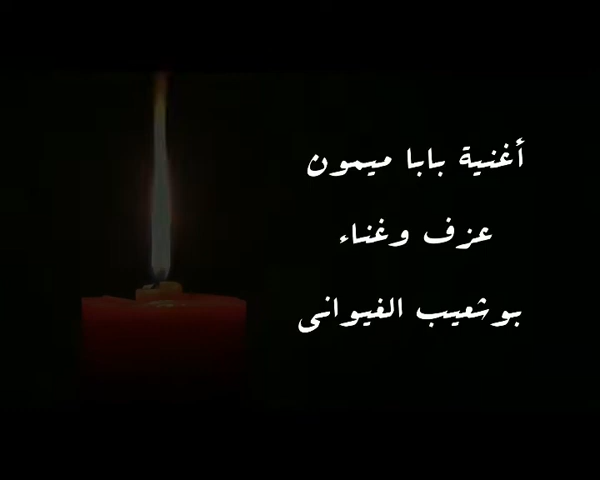 أغنية بابا ميمون
عزف وغناء
بوشعيب الغيوانى